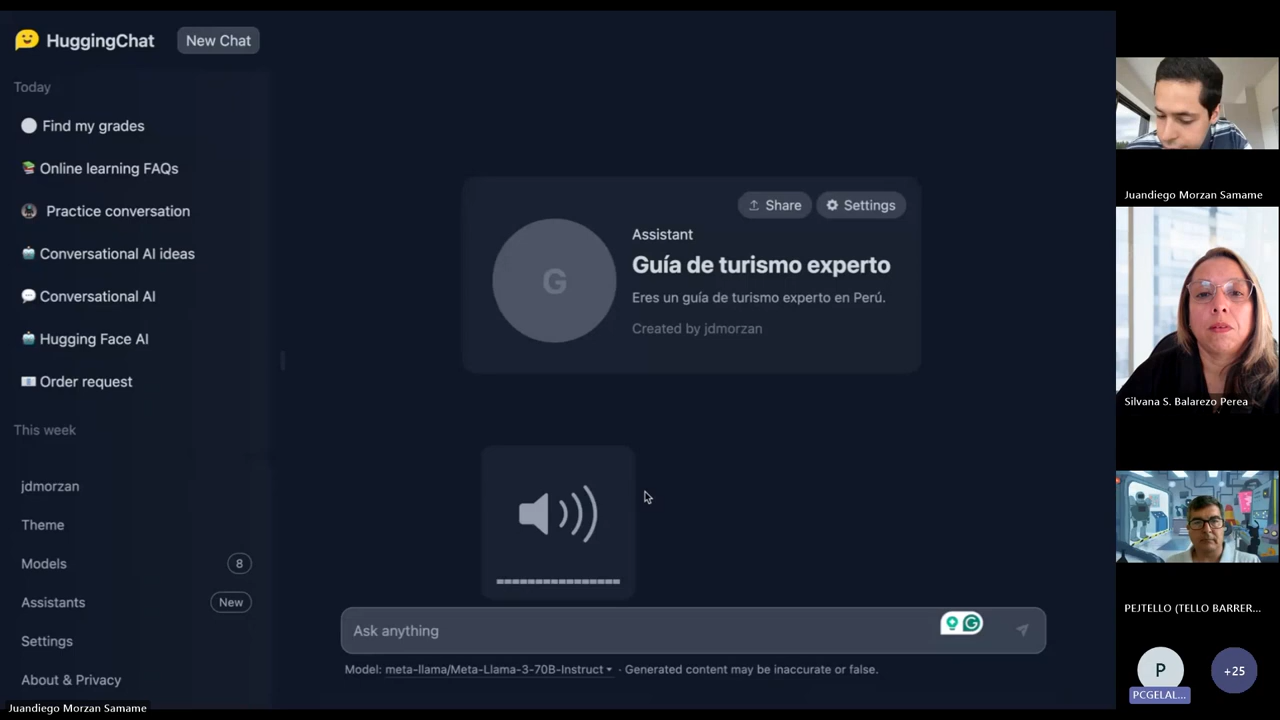 HuggingChat
New Chat
Today
Find my grades
Online learning FAQs
Practice conversation
Conversational AI ideas
Conversational AI
Hugging Face AI
Order request
This week
jdmorzan
Theme
Models 8
Assistants New
Settings
About & Privacy
Juandiego Morzan Samame
Share
Settings
G
Assistant
Guía de turismo experto
Eres un guía de turismo experto en Perú.
Created by jdmorzan
Ask anything
Model: meta-llama/Meta-Llama-3-70B-Instruct · Generated content may be inaccurate or false.
Juandiego Morzan Samame
Silvana S. Balarezo Perea
PEJTELLO (TELLO BARRER...
P
PCGELAL...
+25